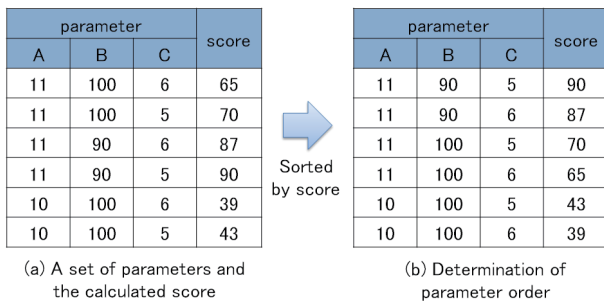 parameter score
A B C
11 100 6 65
11 100 5 70
11 90 6 87
11 90 5 90
10 100 6 39
10 100 5 43
(a) A set of parameters and
the calculated score
Sorted
by score
parameter score
A B C
11 90 5 90
11 90 6 87
11 100 5 70
11 100 6 65
10 100 5 43
10 100 6 39
(b) Determination of
parameter order